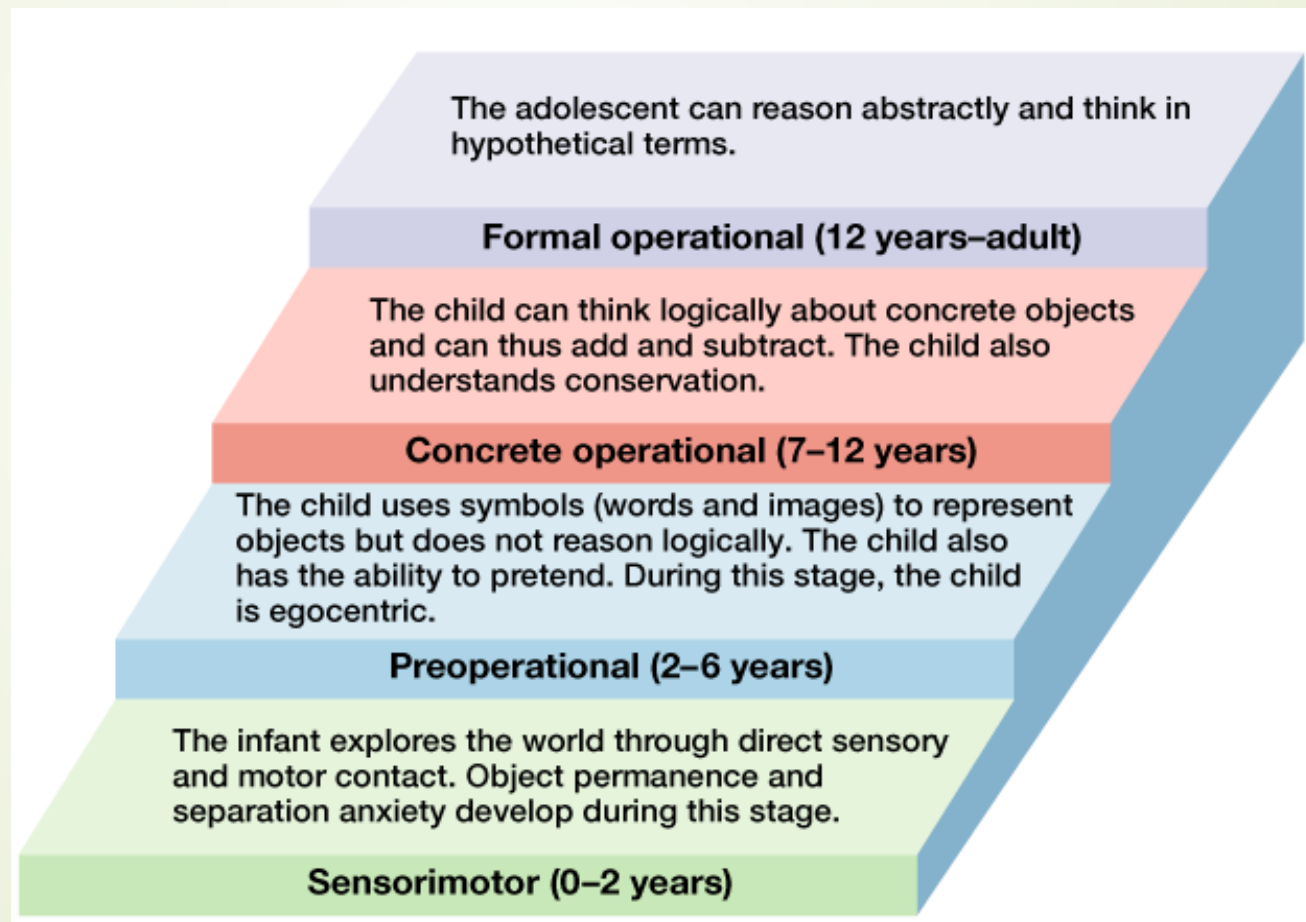 The adolescent can reason abstractly and think in
hypothetical terms.
Formal operational (12 years–adult)
The child can think logically about concrete objects
and can thus add and subtract. The child also
understands conservation.
Concrete operational (7–12 years)
The child uses symbols (words and images) to represent
objects but does not reason logically. The child also
has the ability to pretend. During this stage, the child
is egocentric.
Preoperational (2–6 years)
The infant explores the world through direct sensory
and motor contact. Object permanence and
separation anxiety develop during this stage.
Sensorimotor (0–2 years)